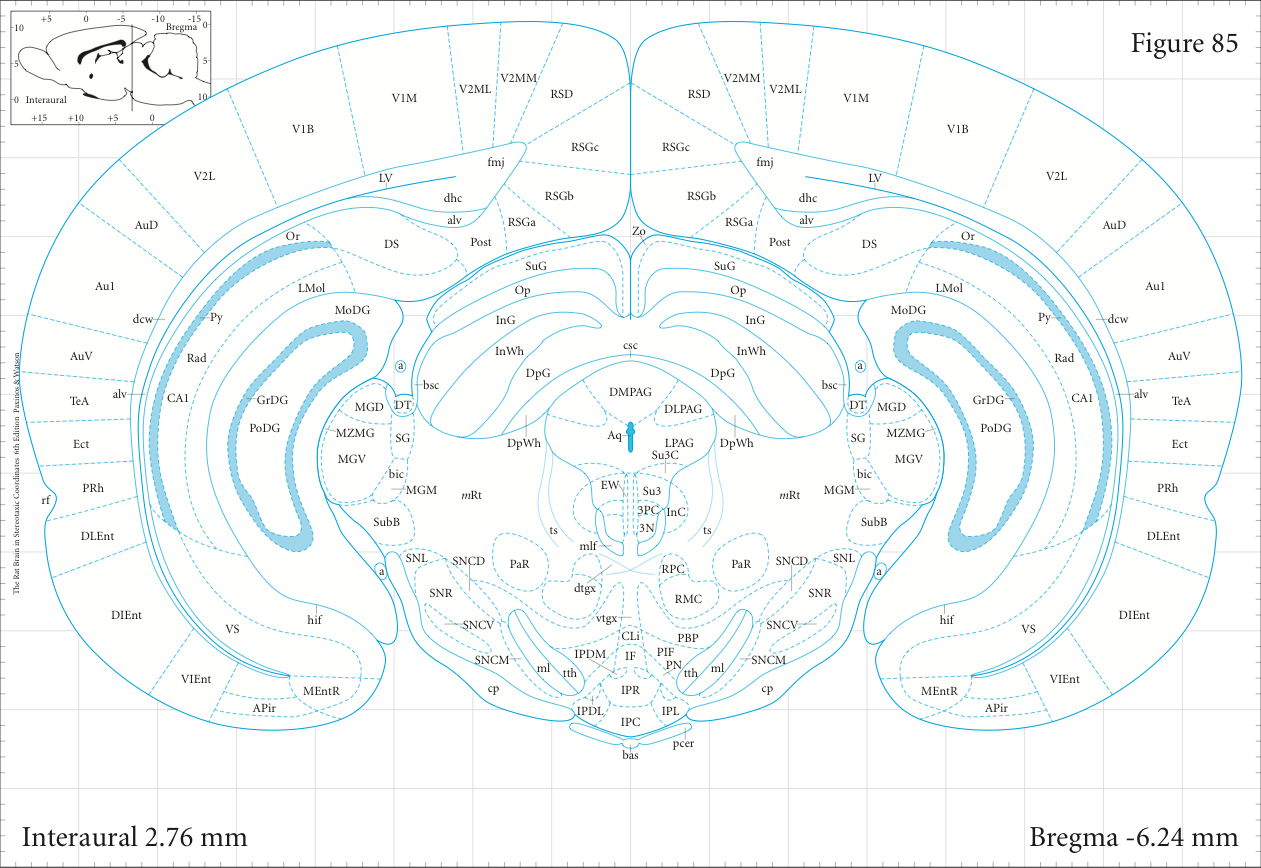 +5 0 -5 -10 -15
Bregma
10 0
5 5
0 Interaural 10
+15 +10 +5 0
Figure 85
V2MM V2MM
V1M V2ML RSD RSD V2ML V1M
V1B V1B
RSGc RSGc
fmj fmj
V2L LV LV V2L
dhc RSGb RSGb dhc
AuD alv RSGa RSGa alv AuD
Or DS Post Zo Post DS Or
SuG SuG
Au1 LMol Op Op LMol Au1
dcw Py MoDG InG InG MoDG Py dcw
csc
AuV Rad a InWh InWh a Rad AuV
DpG DpG
bsc bsc
TeA alv CA1 GrDG MGD DT DMPAG DT MGD GrDG CA1 alv TeA
DLPAG
PoDG MZMG SG Aq SG MZMG PoDG
Ect DpWh LPAG DpWh Ect
MGV Su3C MGV
bic bic
PRh MGM EW Su3 MGM PRh
rf mRt mRt
3PC InC
SubB 3N SubB
DLEnt ts ts DLEnt
mlf
SNL SNCD PaR PaR SNCD SNL
a RPC a
dtgx
SNR RMC SNR
DIEnt hif vtgx hif DIEnt
VS SNCV SNCV VS
CLi PBP
IPDM IF PIF
SNCM PN SNCM
ml tth tth ml
VIEnt VIEnt
MEntR cp IPR cp MEntR
APir IPDL IPL APir
IPC
pcer
bas
The Rat Brain in Stereotaxic Coordinates 6th Edition Paxinos & Watson
Interaural 2.76 mm
Bregma -6.24 mm